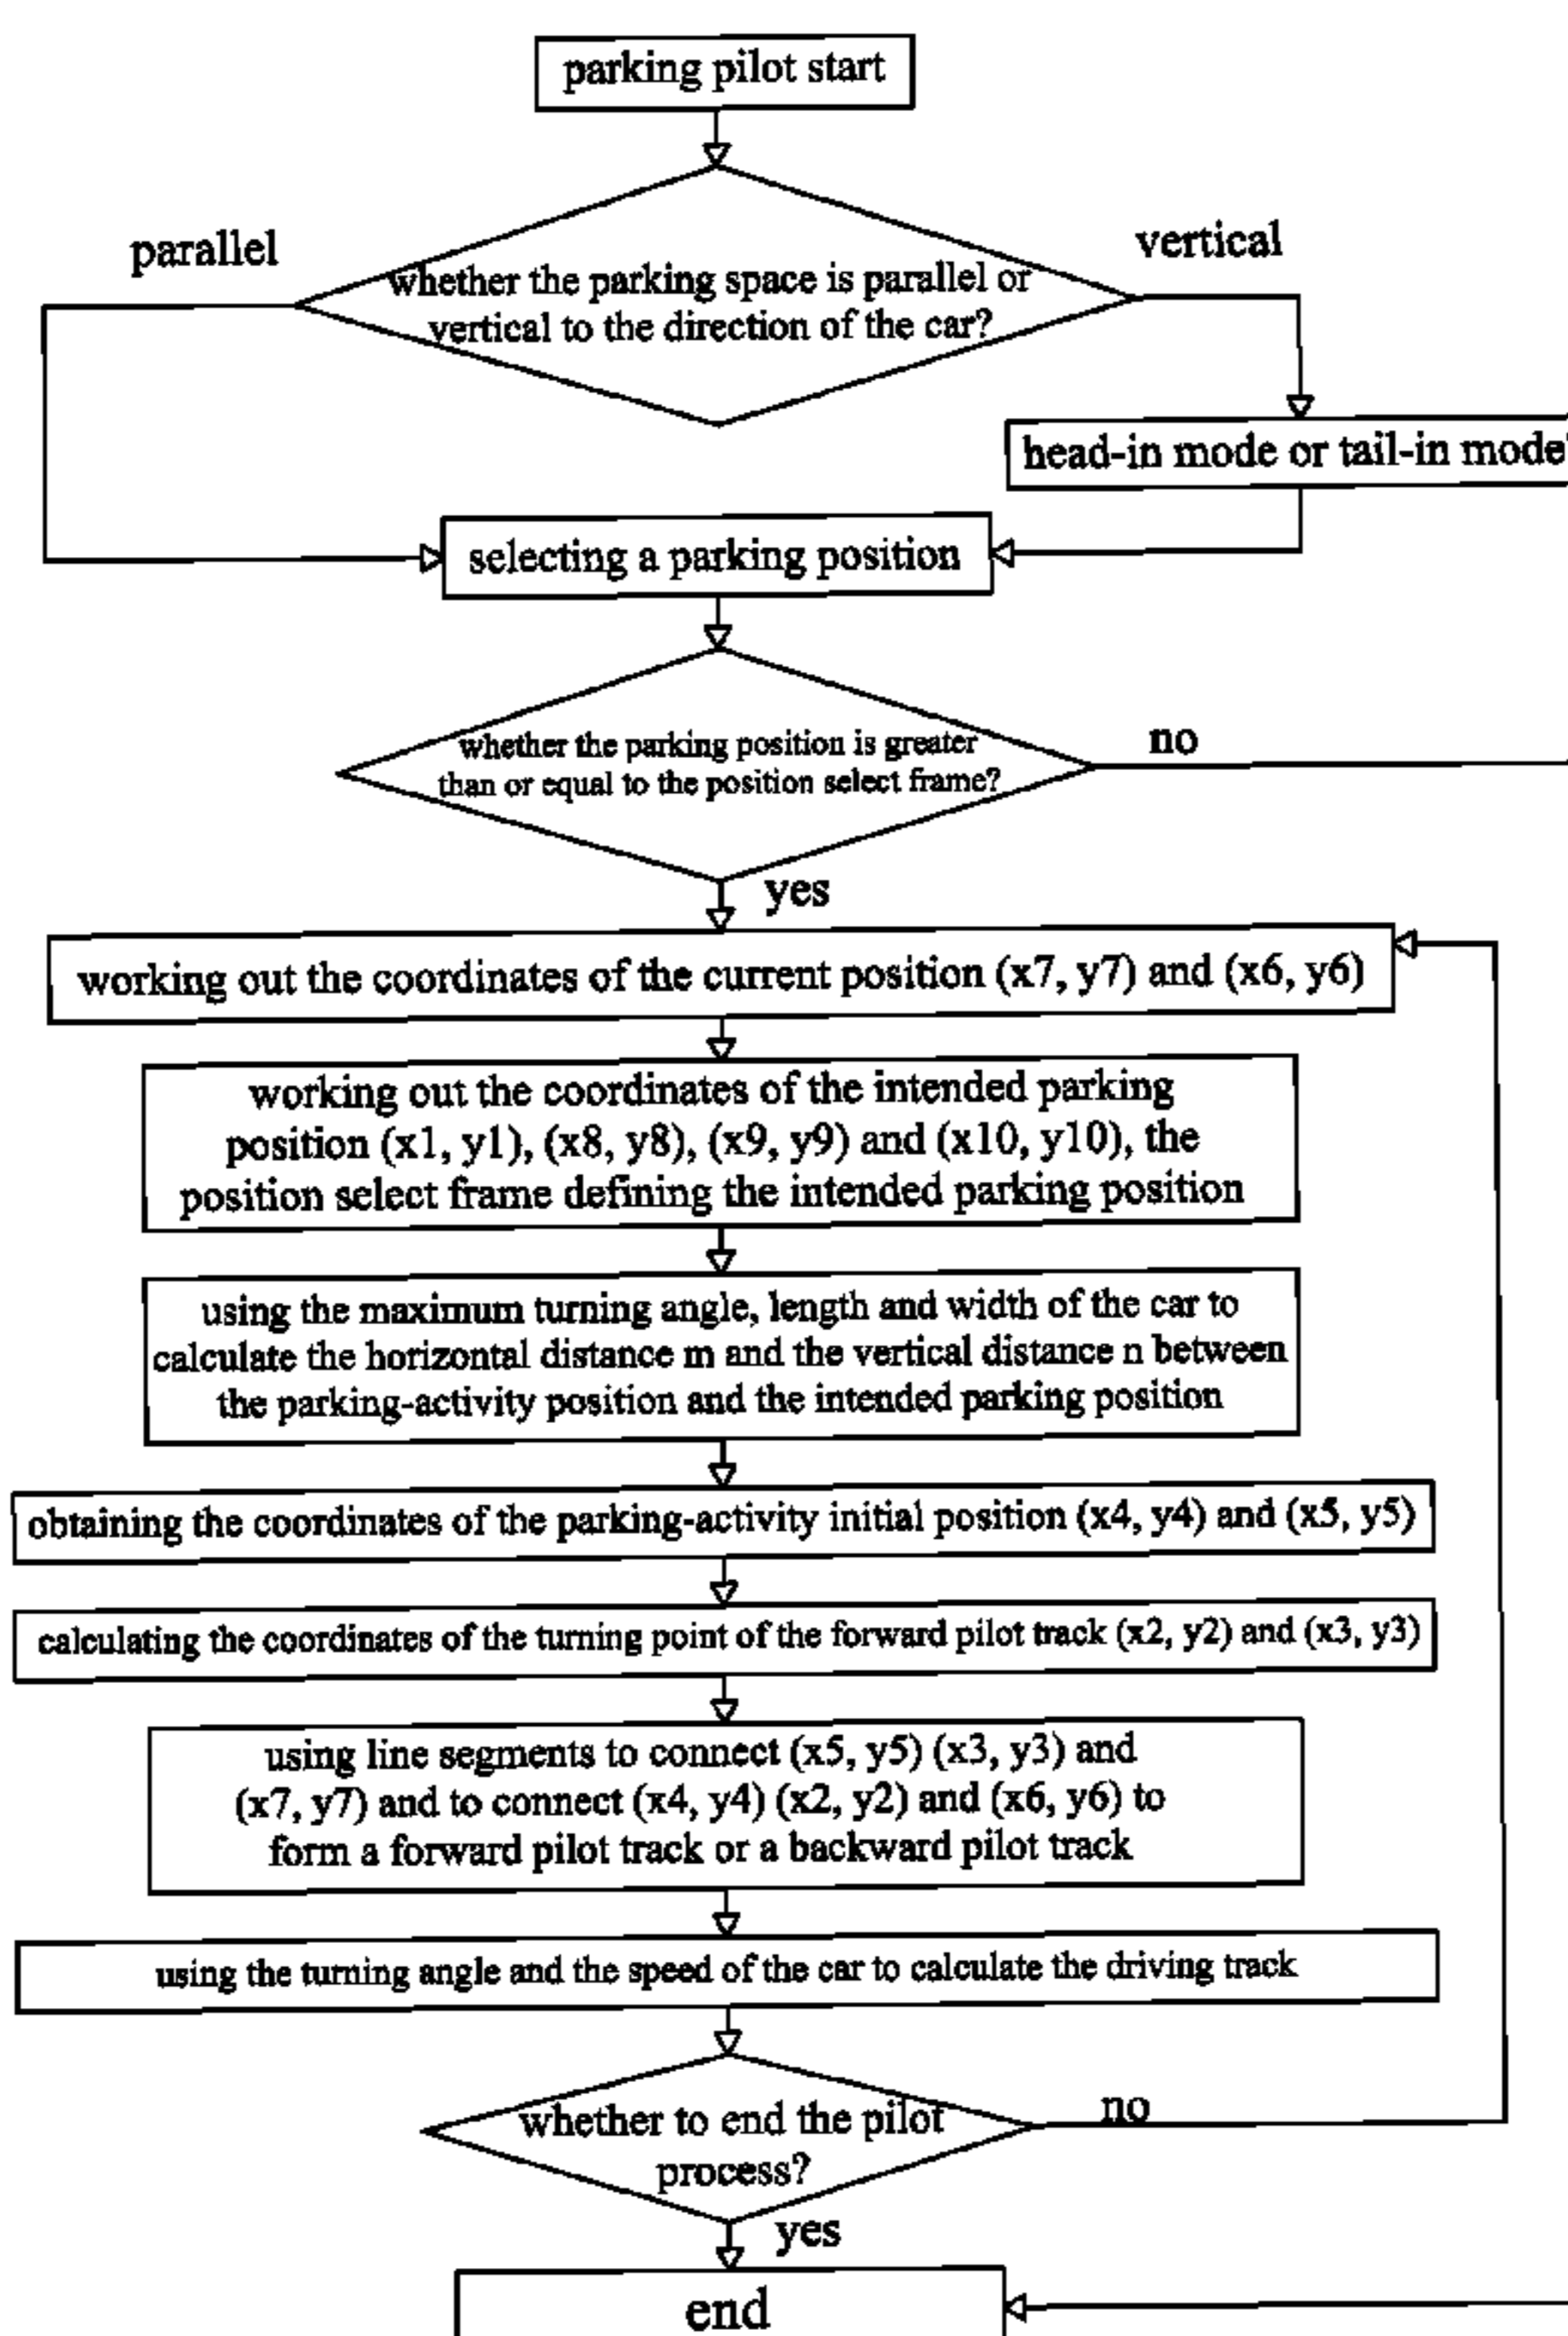 parking pilot start
parallel
vertical
whether the parking space is parallel or
vertical to the direction of the car?
head-in mode or tail-in mode
selecting a parking position
whether the parking position is greater
than or equal to the position select frame?
no
yes
working out the coordinates of the current position (x7, y7) and (x6, y6)
working out the coordinates of the intended parking
position (x1, y1), (x8, y8), (x9, y9) and (x10, y10), the
position select frame defining the intended parking position
using the maximum turning angle, length and width of the car to
calculate the horizontal distance m and the vertical distance n between
the parking-activity position and the intended parking position
obtaining the coordinates of the parking-activity initial position (x4, y4) and (x5, y5)
calculating the coordinates of the turning point of the forward pilot track (x2, y2) and (x3, y3)
using line segments to connect (x5, y5) (x3, y3) and
(x7, y7) and to connect (x4, y4) (x2, y2) and (x6, y6) to
form a forward pilot track or a backward pilot track
using the turning angle and the speed of the car to calculate the driving track
whether to end the pilot
process?
no
yes
end